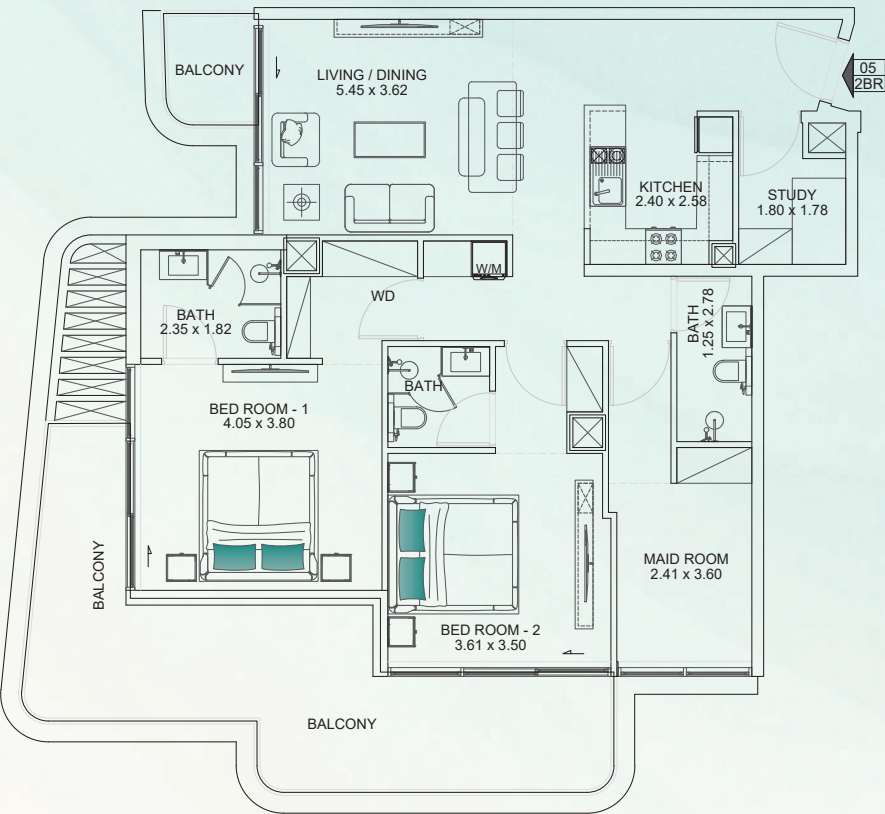 BALCONY
LIVING / DINING
5.45 x 3.62
05
2BR
KITCHEN
2.40 x 2.58
STUDY
1.80 x 1.78
W/M
WD
BATH
2.35 x 1.82
BATH
1.25 x 2.78
BATH
BED ROOM - 1
4.05 x 3.80
BALCONY
MAID ROOM
2.41 x 3.60
BED ROOM - 2
3.61 x 3.50
BALCONY